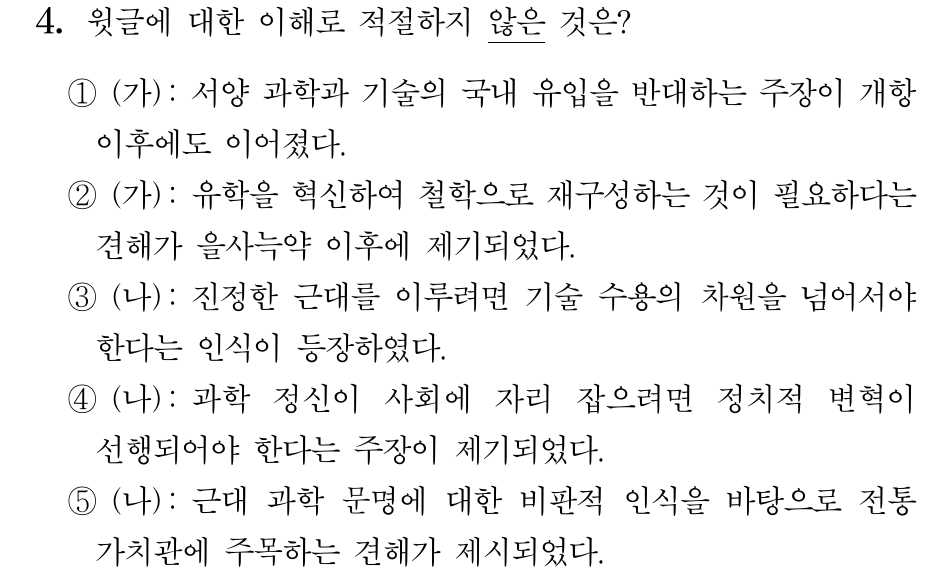 4. 윗글에 대한 이해로 적절하지 않은 것은?
① (가): 서양 과학과 기술의 국내 유입을 반대하는 주장이 개항
이후에도 이어졌다.
② (가): 유학을 혁신하여 철학으로 재구성하는 것이 필요하다는
견해가 을사늑약 이후에 제기되었다.
③ (나): 진정한 근대를 이루려면 기술 수용의 차원을 넘어서야
한다는 인식이 등장하였다.
④ (나): 과학 정신이 사회에 자리 잡으려면 정치적 변혁이
선행되어야 한다는 주장이 제기되었다.
⑤ (나): 근대 과학 문명에 대한 비판적 인식을 바탕으로 전통
가치관에 주목하는 견해가 제시되었다.